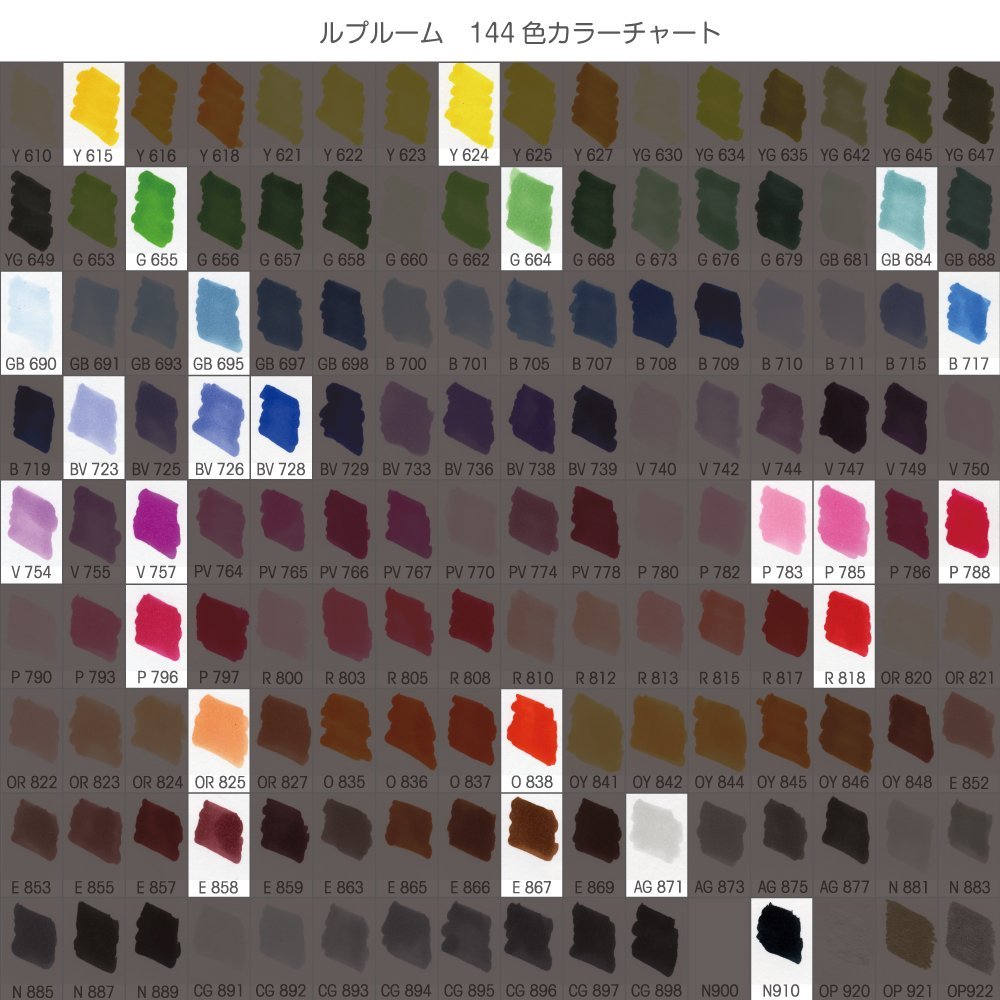 ルプルーム 144色カラーチャート
Y 610 Y 615 Y 616 Y 618 Y 621 Y 622 Y 623 Y 624 Y 625 Y 627 YG 630 YG 634 YG 635 YG 642 YG 645 YG 647
YG 649 G 653 G 655 G 656 G 657 G 658 G 660 G 662 G 664 G 668 G 673 G 676 G 679 GB 681 GB 684 GB 688
GB 690 GB 691 GB 693 GB 695 GB 697 GB 698 B 700 B 701 B 705 B 707 B 708 B 709 B 710 B 711 B 715 B 717
B 719 BV 723 BV 725 BV 726 BV 728 BV 729 BV 733 BV 736 BV 738 BV 739 V 740 V 742 V 744 V 747 V 749 V 750
V 754 V 755 V 757 PV 764 PV 765 PV 766 PV 767 PV 770 PV 774 PV 778 P 780 P 782 P 783 P 785 P 786 P 788
P 790 P 793 P 796 P 797 R 800 R 803 R 805 R 808 R 810 R 812 R 813 R 815 R 817 R 818 OR 820 OR 821
OR 822 OR 823 OR 824 OR 825 OR 827 O 835 O 836 O 837 O 838 OY 841 OY 842 OY 844 OY 845 OY 846 OY 848 E 852
E 853 E 855 E 857 E 858 E 859 E 863 E 865 E 866 E 867 E 869 AG 871 AG 873 AG 875 AG 877 N 881 N 883
N 885 N 887 N 889 CG 891 CG 892 CG 893 CG 894 CG 895 CG 896 CG 897 CG 898 N900 N910 OP 920 OP 921 OP922